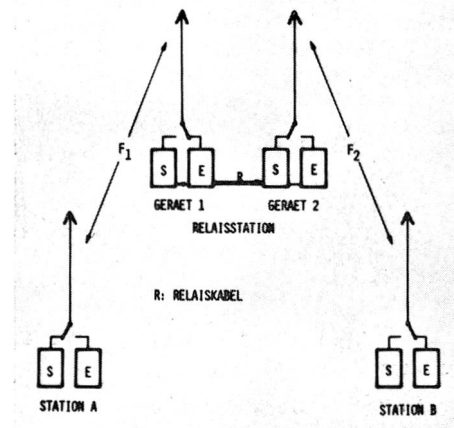 F1 F2
S E S E
R
GERAET 1 GERAET 2
RELAISSTATION
R: RELAISKABEL
S E S E
STATION A STATION B